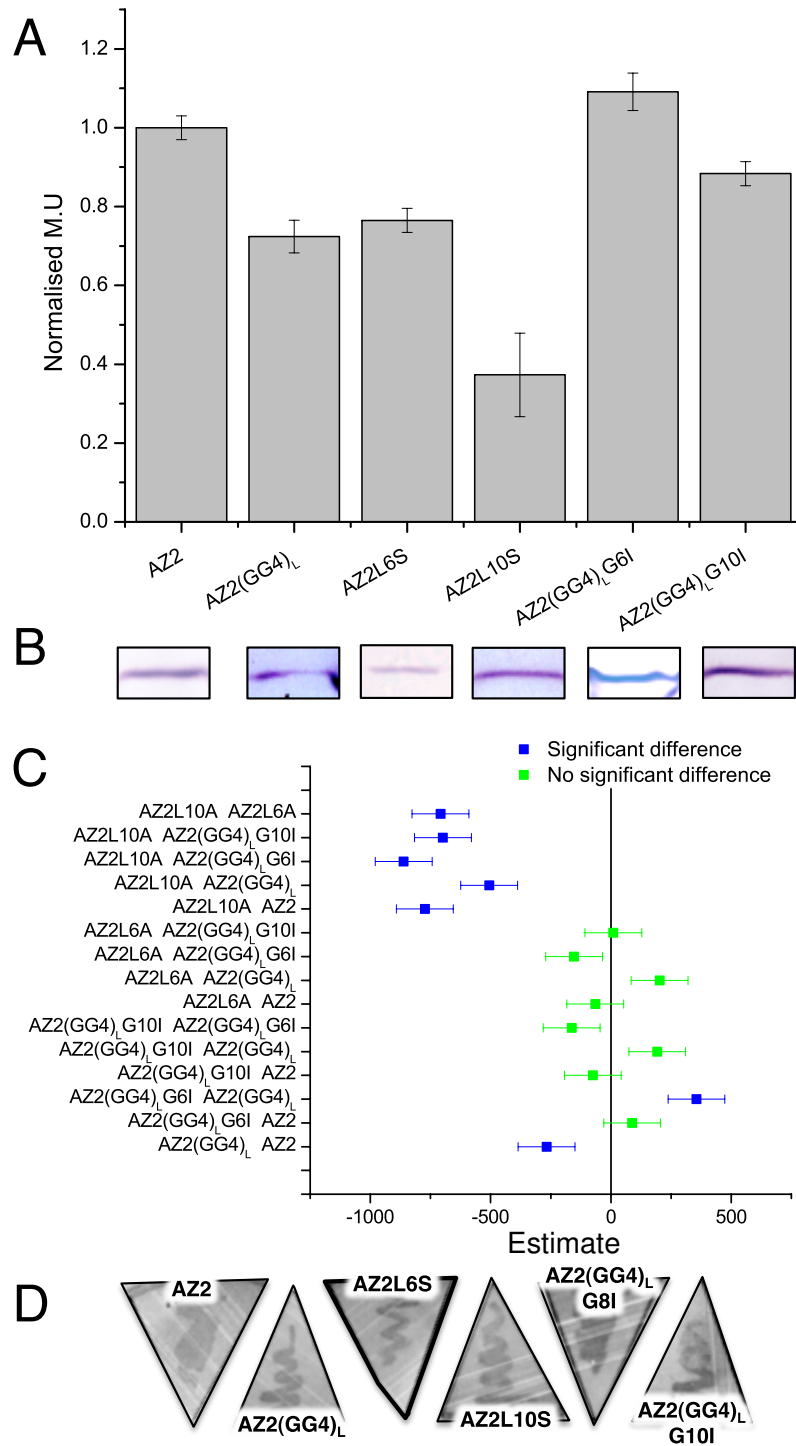 A
Normalised M.U
1.2
1.0
0.8
0.6
0.4
0.2
0.0
AZ2
AZ2(GG4)L
AZ2L6S
AZ2L10S
AZ2(GG4)LG6I
AZ2(GG4)LG10I
B
C
Significant difference
No significant difference
AZ2L10A AZ2L6A
AZ2L10A AZ2(GG4)LG10I
AZ2L10A AZ2(GG4)LG6I
AZ2L10A AZ2(GG4)L
AZ2L10A AZ2
AZ2L6A AZ2(GG4)LG10I
AZ2L6A AZ2(GG4)LG6I
AZ2L6A AZ2(GG4)L
AZ2L6A AZ2
AZ2(GG4)LG10I AZ2(GG4)LG6I
AZ2(GG4)LG10I AZ2(GG4)L
AZ2(GG4)LG10I AZ2
AZ2(GG4)LG6I AZ2(GG4)L
AZ2(GG4)LG6I AZ2
AZ2(GG4)L AZ2
-1000 -500 0 500
Estimate
D
AZ2
AZ2(GG4)L
AZ2L6S
AZ2L10S
AZ2(GG4)L
G8I
AZ2(GG4)L
G10I